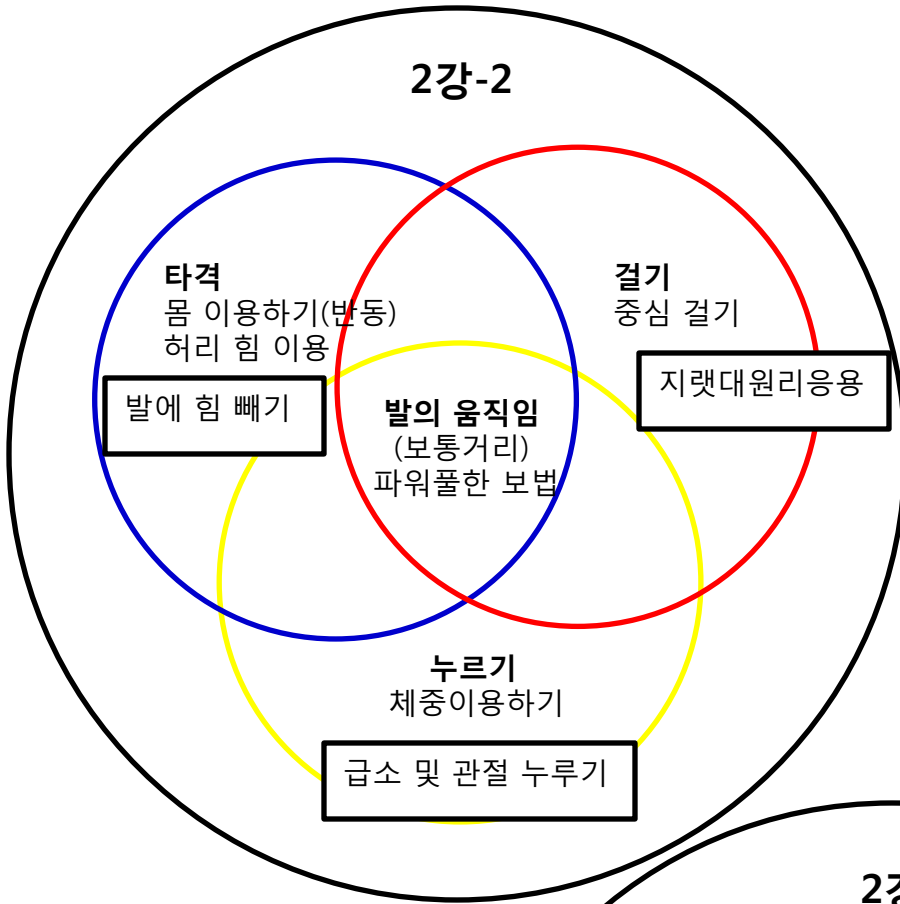 2강-2
타격
몸 이용하기(반동)
허리 힘 이용
발에 힘 빼기
걸기
중심 걸기
지랫대원리응용
발의 움직임
(보통거리)
파워풀한 보법
누르기
체중이용하기
급소 및 관절 누루기